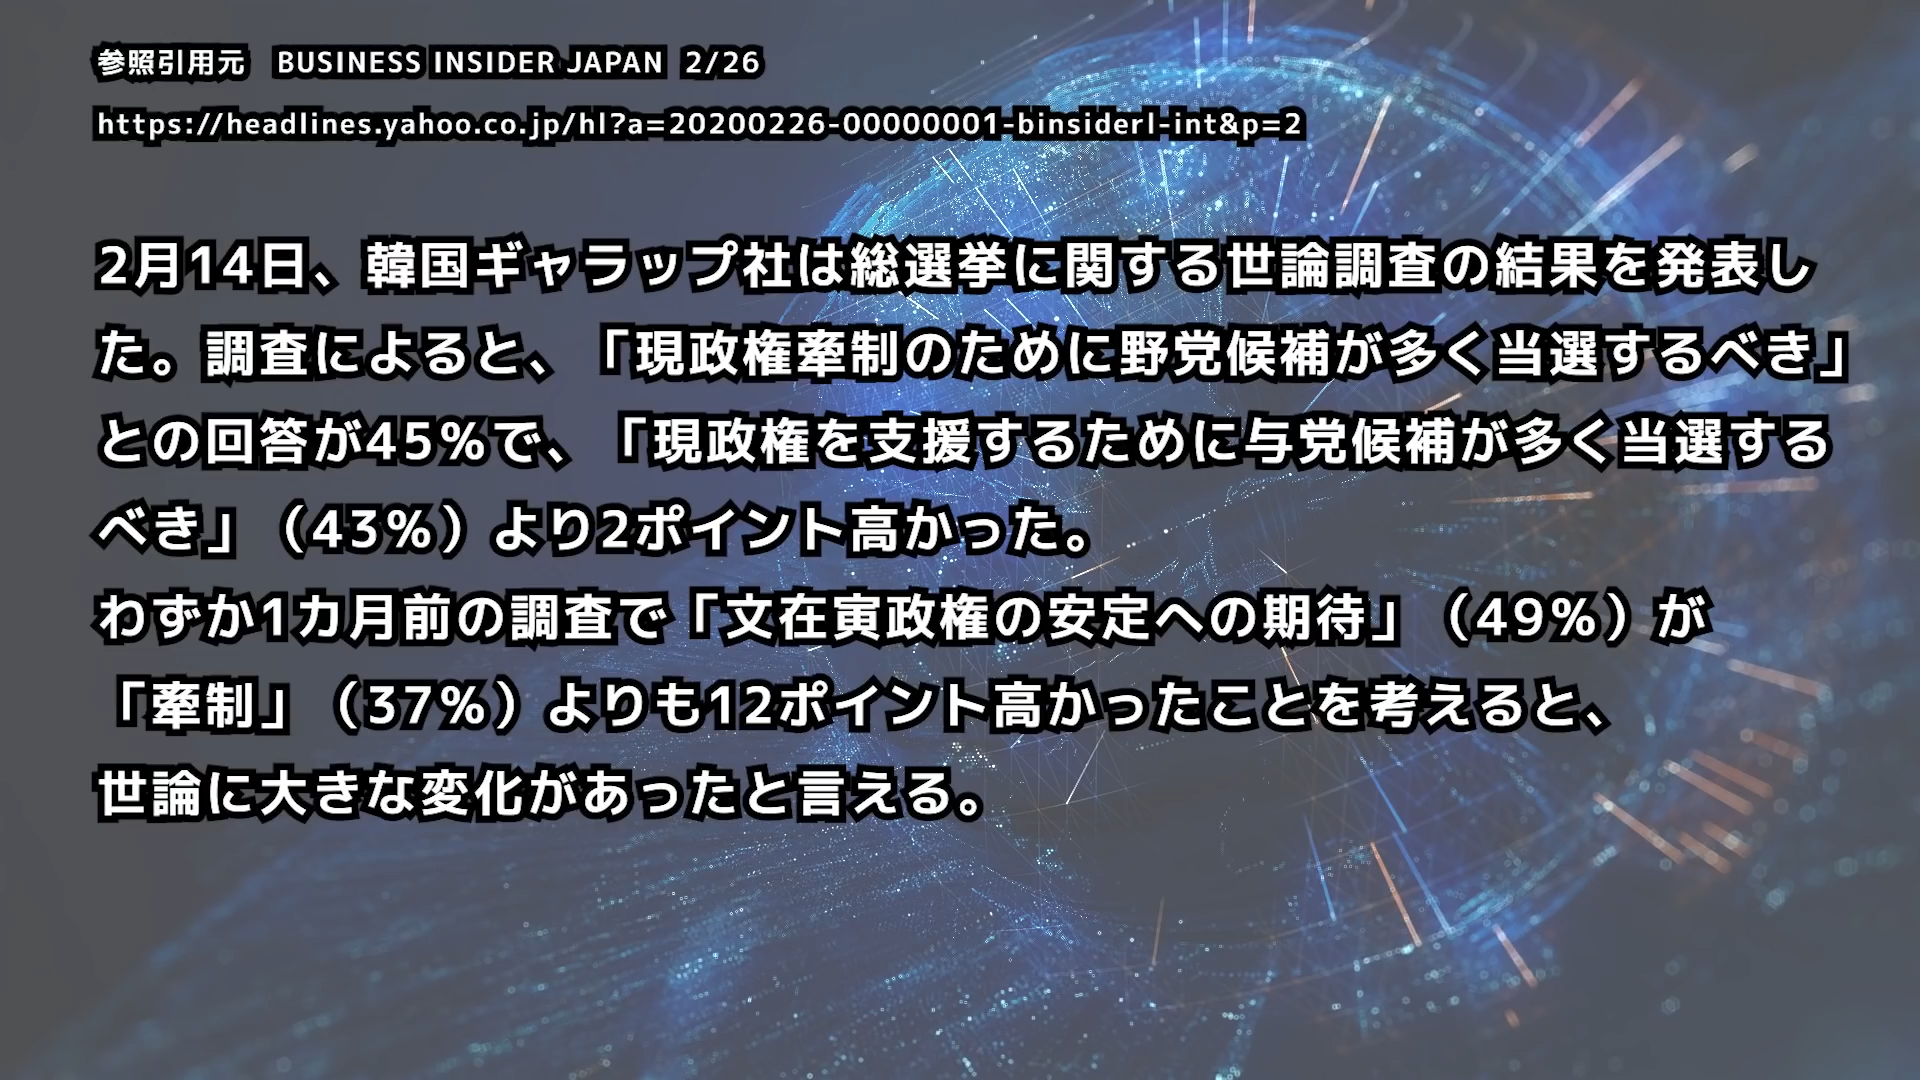 参照引用元　BUSINESS INSIDER JAPAN 2/26
https://headlines.yahoo.co.jp/hl?a=20200226-00000001-binsiderl-int&p=2
2月14日、韓国ギャラップ社は総選挙に関する世論調査の結果を発表し
た。調査によると、「現政権牽制のために野党候補が多く当選するべき」
との回答が45%で、「現政権を支援するために与党候補が多く当選する
べき」（43%）より2ポイント高かった。
わずか1カ月前の調査で「文在寅政権の安定への期待」（49%）が
「牽制」（37%）よりも12ポイント高かったことを考えると、
世論に大きな変化があったと言える。